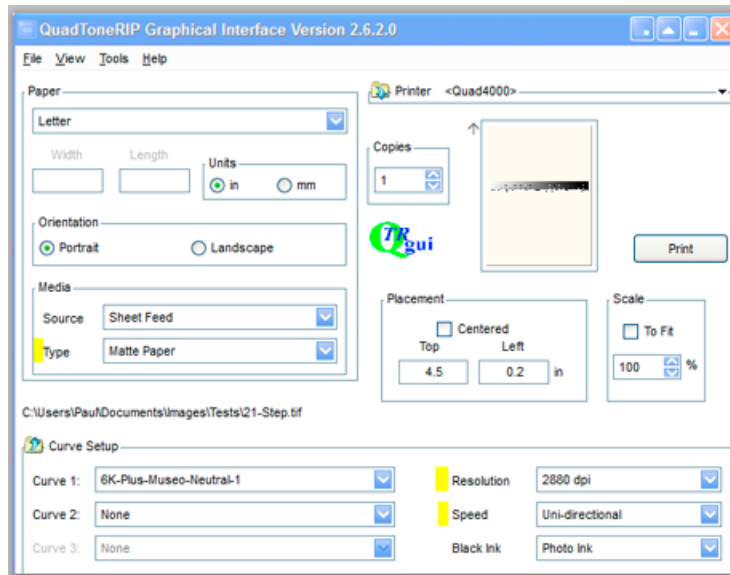 QuadToneRIP Graphical Interface Version 2.6.2.0
File View Tools Help
Paper
Letter
Width Length Units
in mm
Orientation
Portrait Landscape
Media
Source Sheet Feed
Type Matte Paper
Printer <Quad4000>
Copies
1
QTR gui
Print
Placement
Centered
Top Left
4.5 0.2 in
Scale
To Fit
100 %
C:\Users\Paul\Documents\Images\Tests\21-Step.tif
Curve Setup
Curve 1: 6K-Plus-Museo-Neutral-1 Resolution 2880 dpi
Curve 2: None Speed Uni-directional
Curve 3: None Black Ink Photo Ink